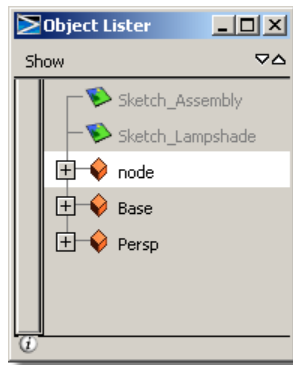 Object Lister
Show
Sketch_Assembly
Sketch_Lampshade
node
Base
Persp